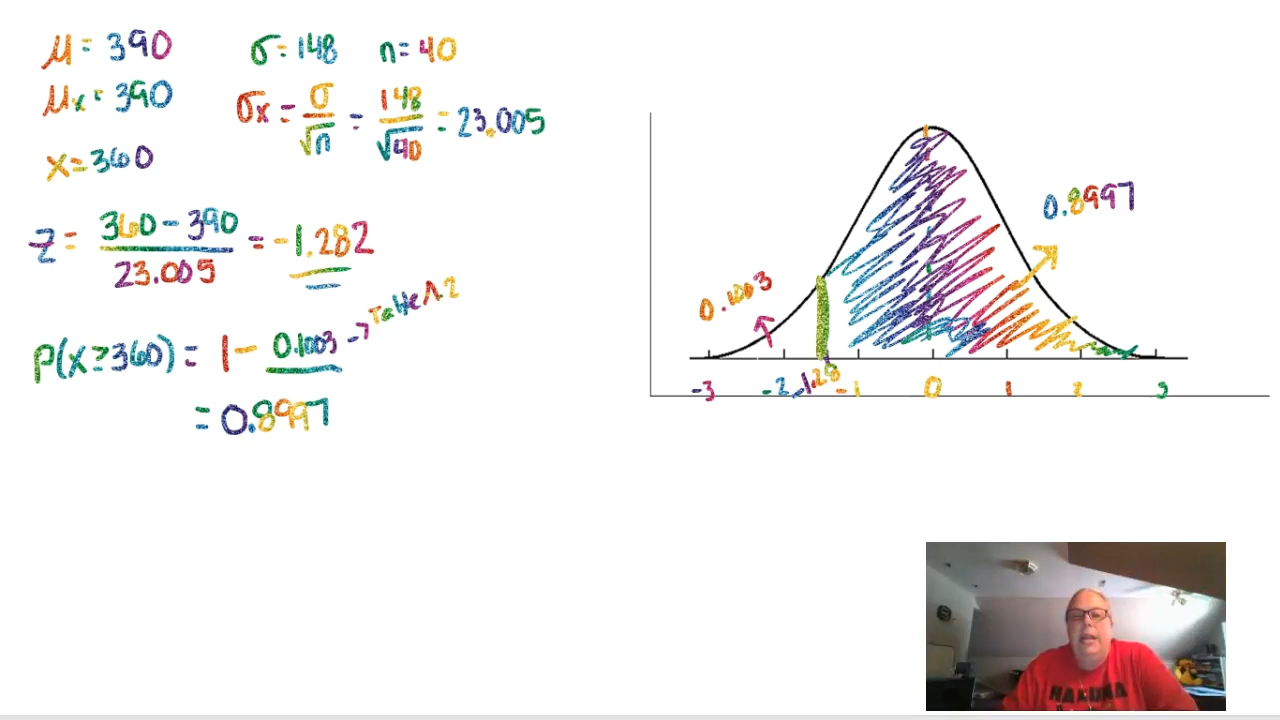 μ = 390 σ = 148 n = 40
μx = 390 σx = σ/√n = 148/√40 = 23.005
x = 360
z = (360 - 390)/23.005 = -1.282
P(x ≥ 360) = 1 - 0.1003 → Table A.2
= 0.8997
0.8997
0.1003
-3 -2 -1.28 -1 0 1 2 3
HAKUNA